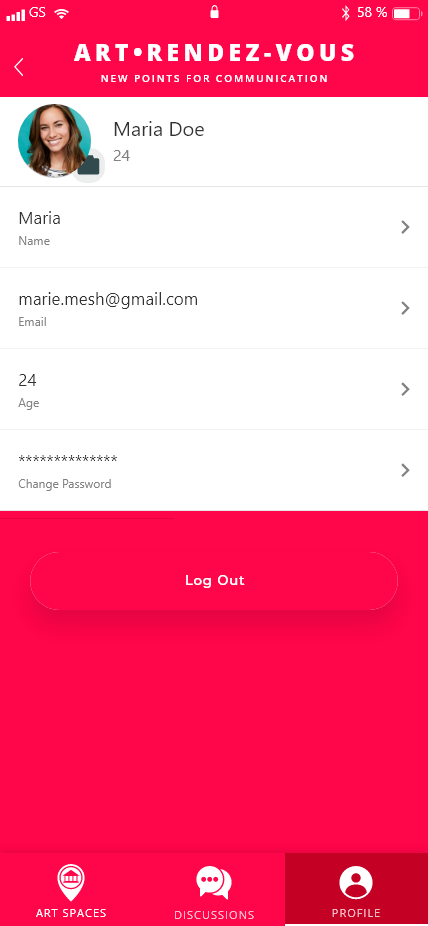 GS 58 %
ART•RENDEZ-VOUS
NEW POINTS FOR COMMUNICATION
Maria Doe
24
Maria
Name
marie.mesh@gmail.com
Email
24
Age
**************
Change Password
Log Out
ART SPACES DISCUSSIONS PROFILE